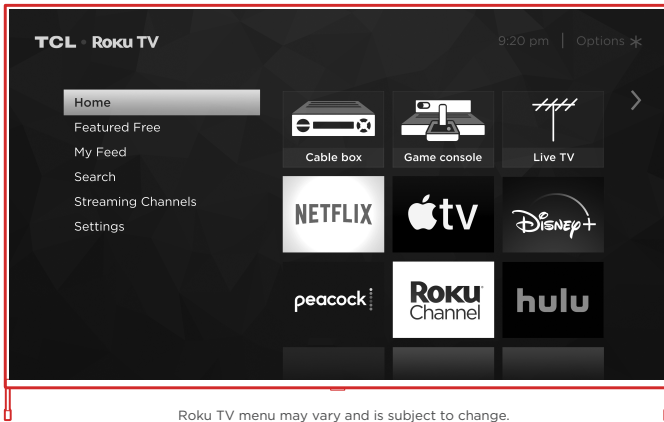 TCL • Roku TV
9:20 pm | Options
Home
Featured Free
My Feed
Search
Streaming Channels
Settings
Cable box
Game console
Live TV
NETFLIX
tv
Disney+
peacock
Roku
Channel
hulu
Roku TV menu may vary and is subject to change.